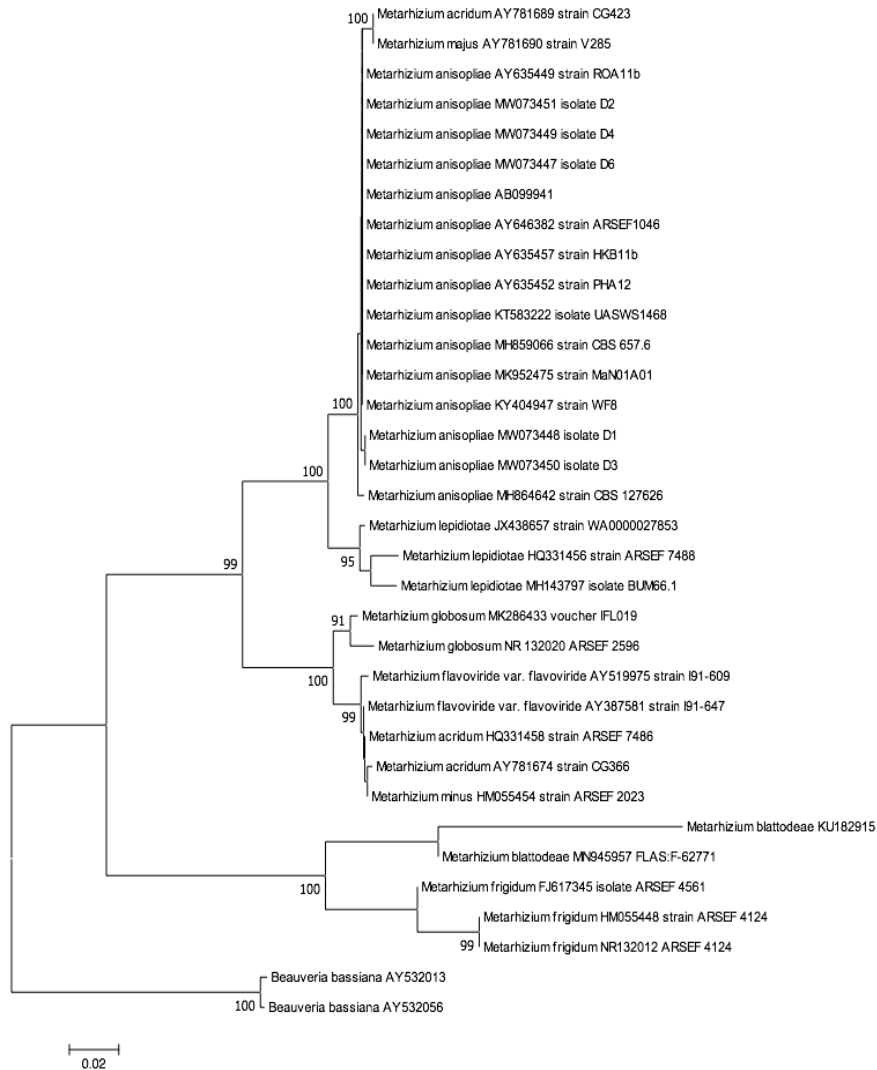 100
Metarhizium acridum AY781689 strain CG423
Metarhizium majus AY781690 strain V285
Metarhizium anisopliae AY635449 strain ROA11b
Metarhizium anisopliae MW073451 isolate D2
Metarhizium anisopliae MW073449 isolate D4
Metarhizium anisopliae MW073447 isolate D6
Metarhizium anisopliae AB099941
Metarhizium anisopliae AY646382 strain ARSEF1046
Metarhizium anisopliae AY635457 strain HKB11b
Metarhizium anisopliae AY635452 strain PHA12
Metarhizium anisopliae KT583222 isolate UASWS1468
Metarhizium anisopliae MH859066 strain CBS 657.6
Metarhizium anisopliae MK952475 strain MaN01A01
100
Metarhizium anisopliae KY404947 strain WF8
Metarhizium anisopliae MW073448 isolate D1
100
Metarhizium anisopliae MW073450 isolate D3
Metarhizium anisopliae MH864642 strain CBS 127626
Metarhizium lepidiotae JX438657 strain WA0000027853
95
Metarhizium lepidiotae HQ331456 strain ARSEF 7488
99
Metarhizium lepidiotae MH143797 isolate BUM66.1
91
Metarhizium globosum MK286433 voucher IFL019
Metarhizium globosum NR 132020 ARSEF 2596
100
Metarhizium flavoviride var. flavoviride AY519975 strain I91-609
Metarhizium flavoviride var. flavoviride AY387581 strain I91-647
99
Metarhizium acridum HQ331458 strain ARSEF 7486
Metarhizium acridum AY781674 strain CG366
Metarhizium minus HM055454 strain ARSEF 2023
Metarhizium blattodeae KU182915
Metarhizium blattodeae MN945957 FLAS:F-62771
100
Metarhizium frigidum FJ617345 isolate ARSEF 4561
Metarhizium frigidum HM055448 strain ARSEF 4124
99
Metarhizium frigidum NR132012 ARSEF 4124
Beauveria bassiana AY532013
100
Beauveria bassiana AY532056
0.02